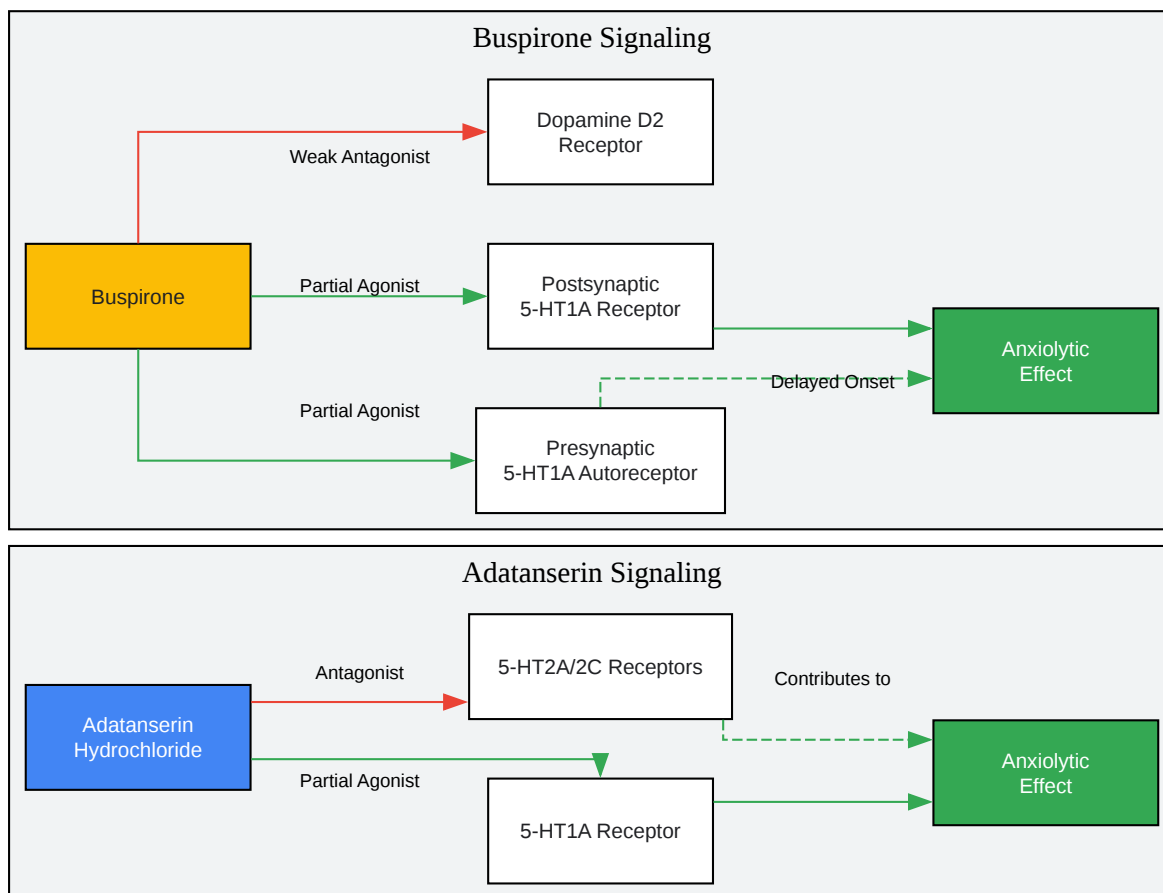 Buspirone Signaling
Dopamine D2
Receptor
Weak Antagonist
Buspirone
Partial Agonist
Postsynaptic
5-HT1A Receptor
Anxiolytic
Effect
Delayed Onset
Partial Agonist
Presynaptic
5-HT1A Autoreceptor
Adatanserin Signaling
Antagonist
5-HT2A/2C Receptors
Contributes to
Adatanserin
Hydrochloride
Partial Agonist
5-HT1A Receptor
Anxiolytic
Effect